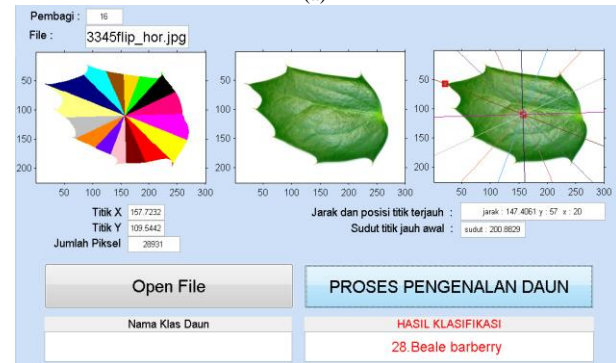 Pembagi : 16
File : 3345flip_hor.jpg
50 50 50
100 100 100
150 150 150
200 200 200
50 100 150 200 250 300 50 100 150 200 250 300 50 100 150 200 250 300
Titik X 157.7232 Jarak dan posisi titik terjauh : jarak : 147.4061 y : 57 x : 20
Titik Y 109.5442 Sudut titik jauh awal : sudut : 200.8829
Jumlah Piksel 28931
Open File PROSES PENGENALAN DAUN
Nama Klas Daun HASIL KLASIFIKASI
28.Beale barberry